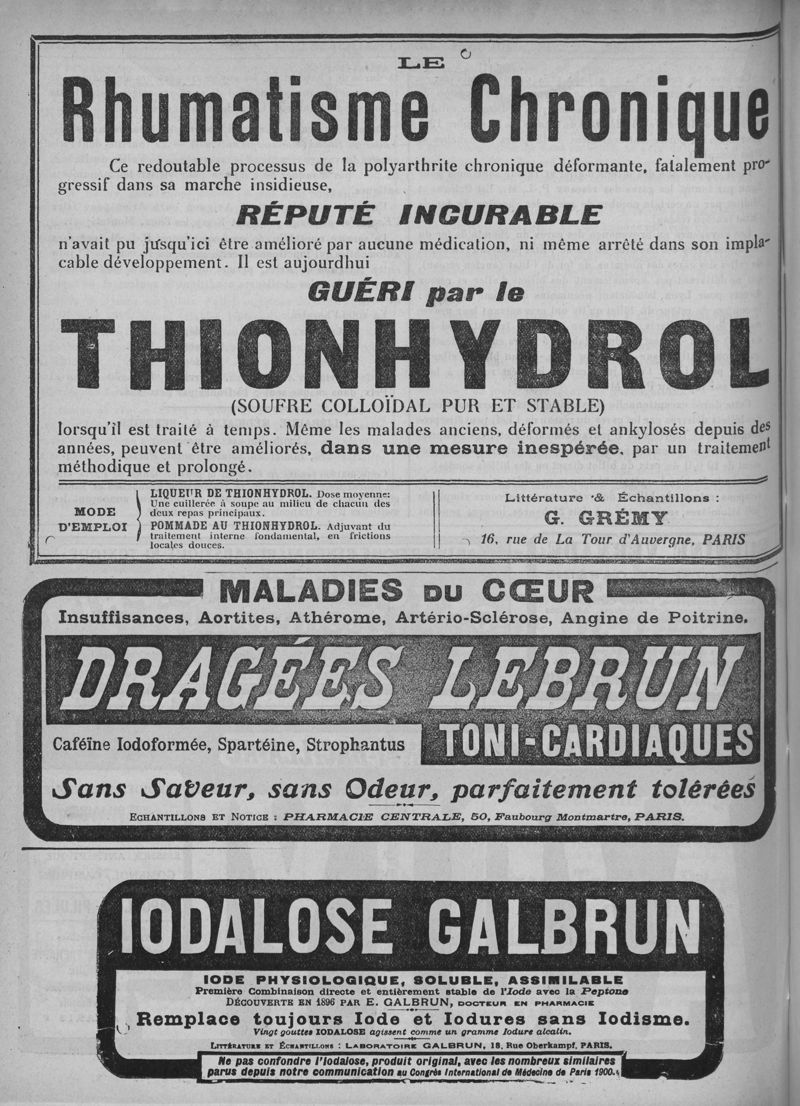 LE
Rhumatisme Chronique
Ce redoutable processus de la polyarthrite chronique déformante, fatalement pro-
gressif dans sa marche insidieuse,
RÉPUTÉ INCURABLE
n'avait pu jusqu'ici être amélioré par aucune médication, ni même arrêté dans son impla-
cable développement. Il est aujourdhui
GUÉRI par le
THIONHYDROL
(SOUFRE COLLOÏDAL PUR ET STABLE)
lorsqu'il est traité à temps. Même les malades anciens, déformés et ankylosés depuis des
années, peuvent être améliorés, dans une mesure inespérée, par un traitement
méthodique et prolongé.
MODE
D'EMPLOI
LIQUEUR DE THIONHYDROL. Dose moyenne:
Une cuillerée à soupe au milieu de chacun des
deux repas principaux.
POMMADE AU THIONHYDROL. Adjuvant du
traitement interne fondamental, en frictions
locales douces.
Littérature & Échantillons :
G. GRÉMY
16, rue de La Tour d'Auvergne, PARIS
MALADIES DU CŒUR
Insuffisances, Aortites, Athérome, Artério-Sclérose, Angine de Poitrine.
DRAGÉES LEBRUN
Caféïne Iodoformée, Spartéine, Strophantus
TONI-CARDIAQUES
Sans Saveur, sans Odeur, parfaitement tolérées
ECHANTILLONS ET NOTICE : PHARMACIE CENTRALE, 50, Faubourg Montmartre, PARIS.
IODALOSE GALBRUN
IODE PHYSIOLOGIQUE, SOLUBLE, ASSIMILABLE
Première Combinaison directe et entièrement stable de l'Iode avec la Peptone
DÉCOUVERTE EN 1896 PAR E. GALBRUN, DOCTEUR EN PHARMACIE
Remplace toujours Iode et Iodures sans Iodisme.
Vingt gouttes IODALOSE agissent comme un gramme Iodure alcalin.
LITTÉRATURE ET ÉCHANTILLONS : LABORATOIRE GALBRUN, 18, Rue Oberkampf, PARIS.
Ne pas confondre l'Iodalose, produit original, avec les nombreux similaires
parus depuis notre communication au Congrès International de Médecine de Paris 1900.